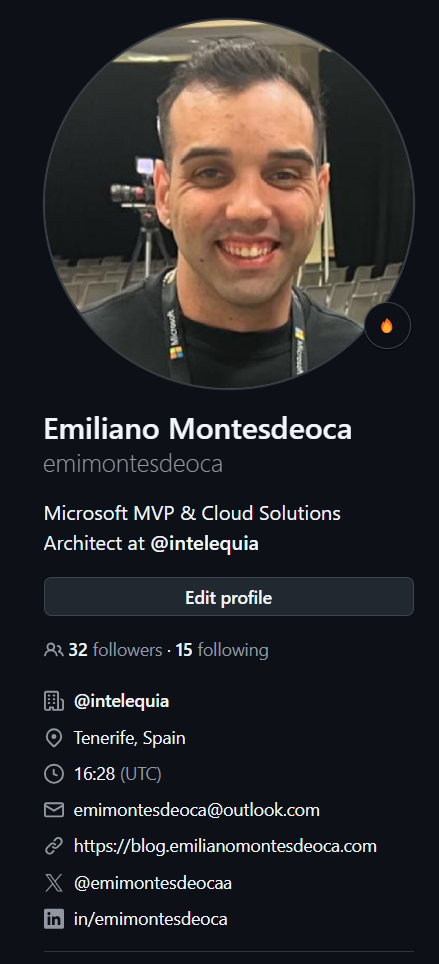 Microsoft
Microsoft
Emiliano Montesdeoca
emimontesdeoca
Microsoft MVP & Cloud Solutions
Architect at @intelequia
Edit profile
32 followers · 15 following
@intelequia
Tenerife, Spain
16:28 (UTC)
emimontesdeoca@outlook.com
https://blog.emilianomontesdeoca.com
@emimontesdeocaa
in/emimontesdeoca